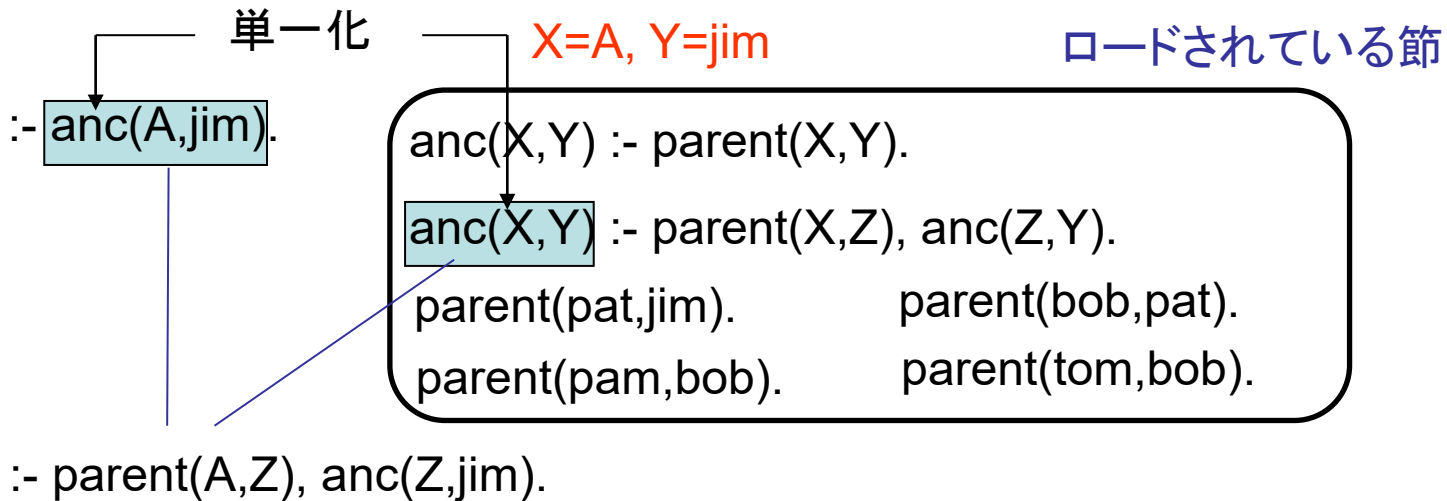 単一化
X=A, Y=jim
ロードされている節
:- anc(A,jim).
anc(X,Y) :- parent(X,Y).
anc(X,Y) :- parent(X,Z), anc(Z,Y).
parent(pat,jim). parent(bob,pat).
parent(pam,bob). parent(tom,bob).
:- parent(A,Z), anc(Z,jim).